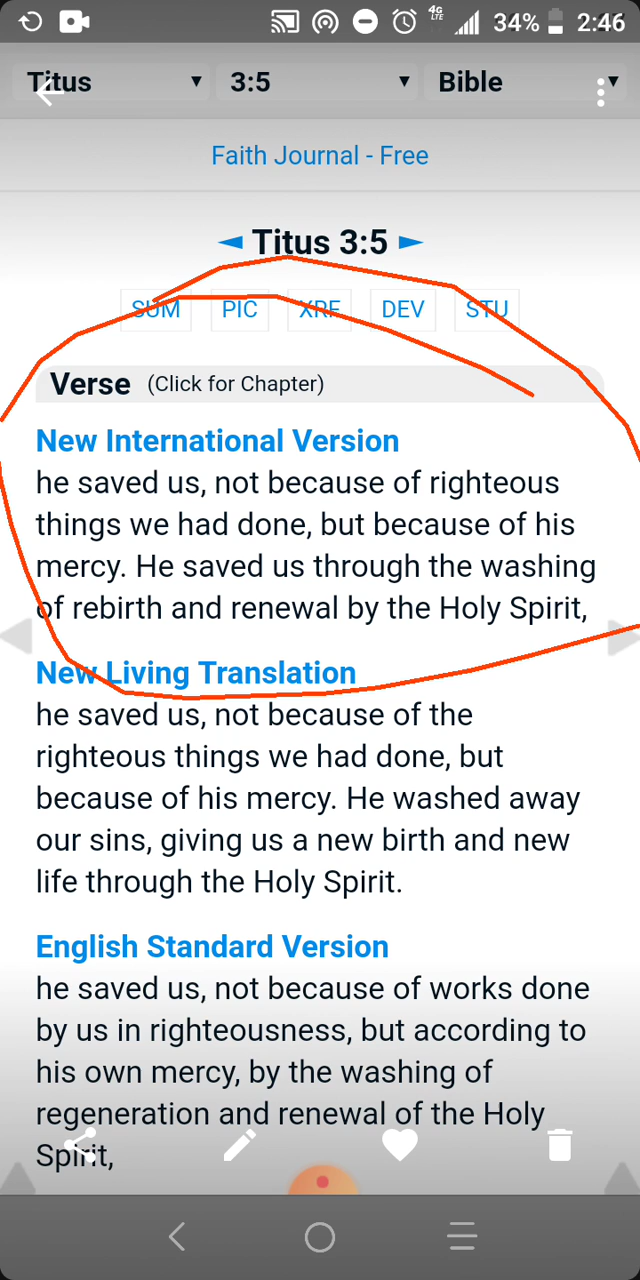 4G
LTE
34%
2:46
Titus
3:5
Bible
Faith Journal - Free
Titus 3:5
SUM PIC XRF DEV STU
Verse (Click for Chapter)
New International Version
he saved us, not because of righteous
things we had done, but because of his
mercy. He saved us through the washing
of rebirth and renewal by the Holy Spirit,
New Living Translation
he saved us, not because of the
righteous things we had done, but
because of his mercy. He washed away
our sins, giving us a new birth and new
life through the Holy Spirit.
English Standard Version
he saved us, not because of works done
by us in righteousness, but according to
his own mercy, by the washing of
regeneration and renewal of the Holy
Spirit,